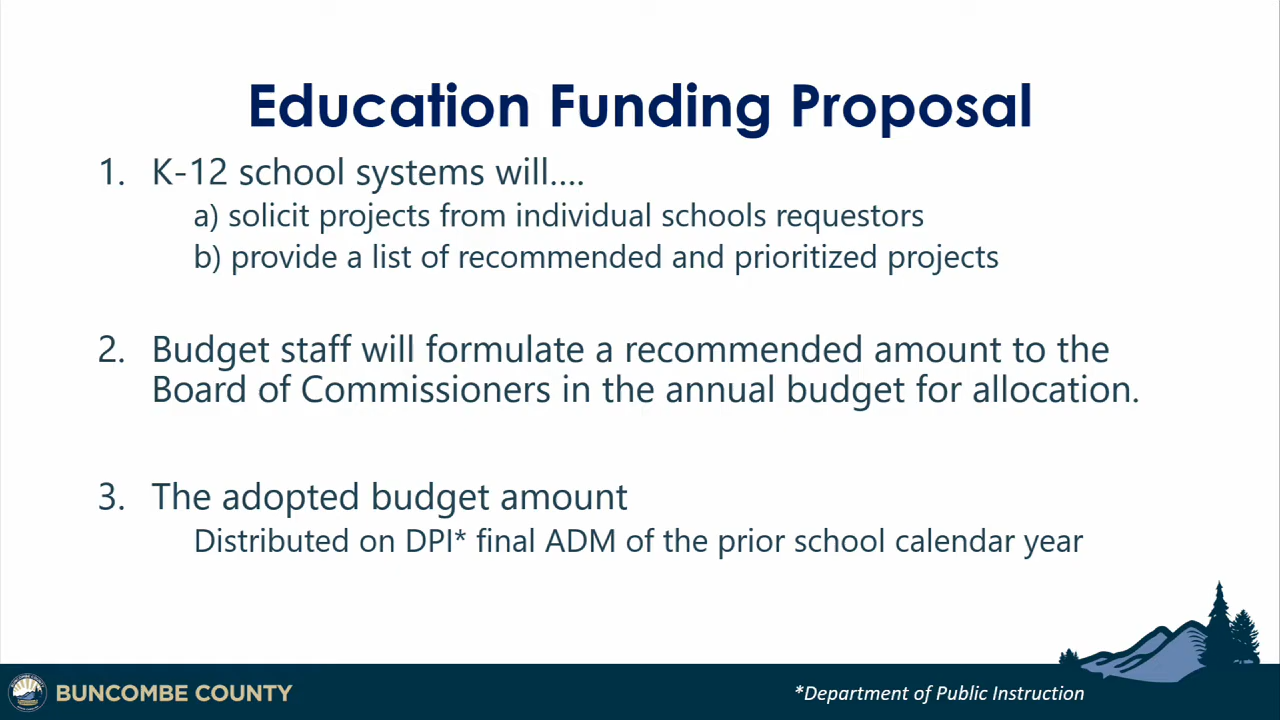 Education Funding Proposal
1. K-12 school systems will....
a) solicit projects from individual schools requestors
b) provide a list of recommended and prioritized projects
2. Budget staff will formulate a recommended amount to the
Board of Commissioners in the annual budget for allocation.
3. The adopted budget amount
Distributed on DPI* final ADM of the prior school calendar year
BUNCOMBE COUNTY
*Department of Public Instruction